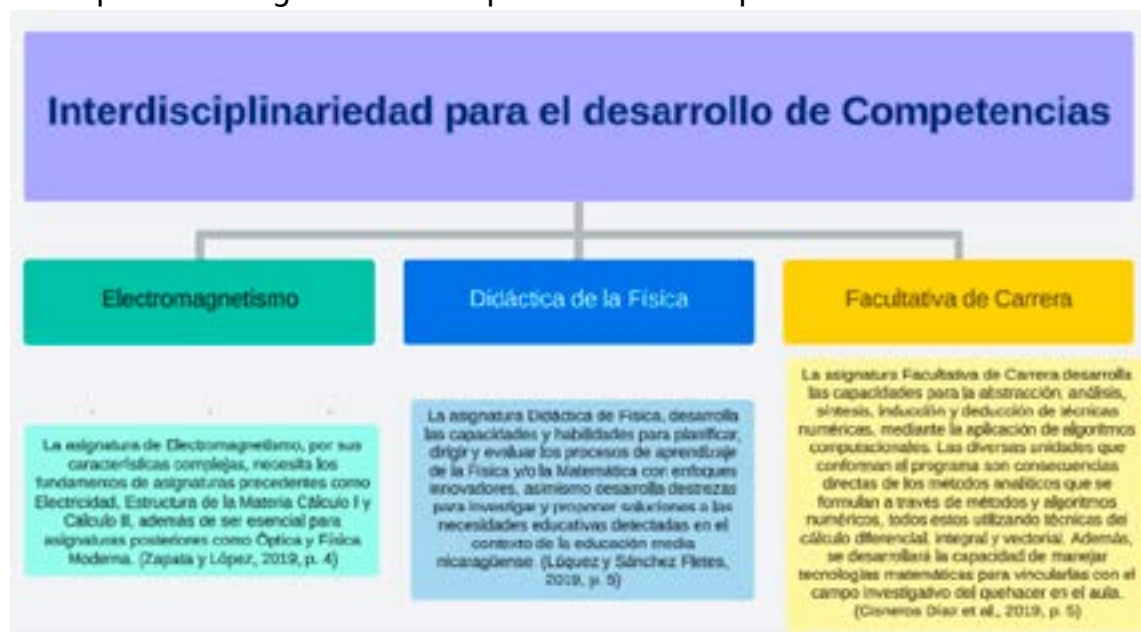 Interdisciplinariedad para el desarrollo de Competencias
Electromagnetismo
Didáctica de la Física
Facultativa de Carrera
La asignatura de Electromagnetismo, por sus
características complejas, necesita los
fundamentos de asignaturas precedentes como
Electricidad, Estructura de la Materia Cálculo I y
Cálculo II, además de ser esencial para
asignaturas posteriores como Óptica y Física
Moderna. (Zapata y López, 2019, p. 4)
La asignatura Didáctica de Física, desarrolla
las capacidades y habilidades para planificar,
dirigir y evaluar los procesos de aprendizaje
de la Física y/o la Matemática con enfoques
innovadores, asimismo desarrolla destrezas
para investigar y proponer soluciones a las
necesidades educativas detectadas en el
contexto de la educación media
nicaragüense. (Lúquez y Sánchez Fletes,
2019, p. 5)
La asignatura Facultativa de Carrera desarrolla
las capacidades para la abstracción, análisis,
síntesis, inducción y deducción de técnicas
numéricas, mediante la aplicación de algoritmos
computacionales. Las diversas unidades que
conforman el programa son consecuencias
directas de los métodos analíticos que se
formulan a través de métodos y algoritmos
numéricos, todos estos utilizando técnicas del
cálculo diferencial, integral y vectorial. Además,
se desarrollará la capacidad de manejar
tecnologías matemáticas para vincularlas con el
campo investigativo del quehacer en el aula.
(Cisneros Díaz et al., 2019, p. 5)